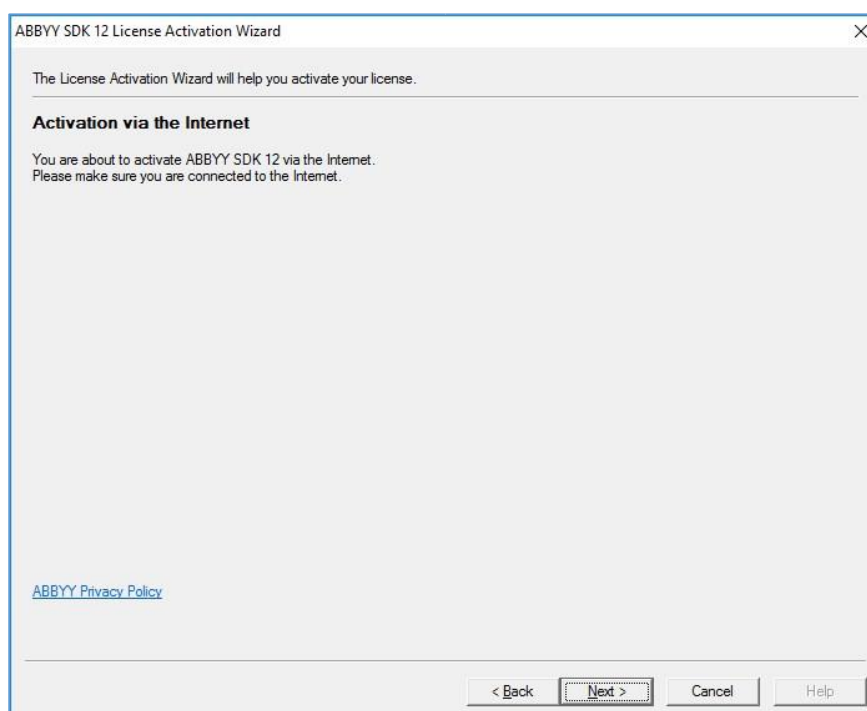 ABBYY SDK 12 License Activation Wizard
The License Activation Wizard will help you activate your license.
Activation via the Internet
You are about to activate ABBYY SDK 12 via the Internet.
Please make sure you are connected to the Internet.
ABBYY Privacy Policy
< Back
Next >
Cancel
Help